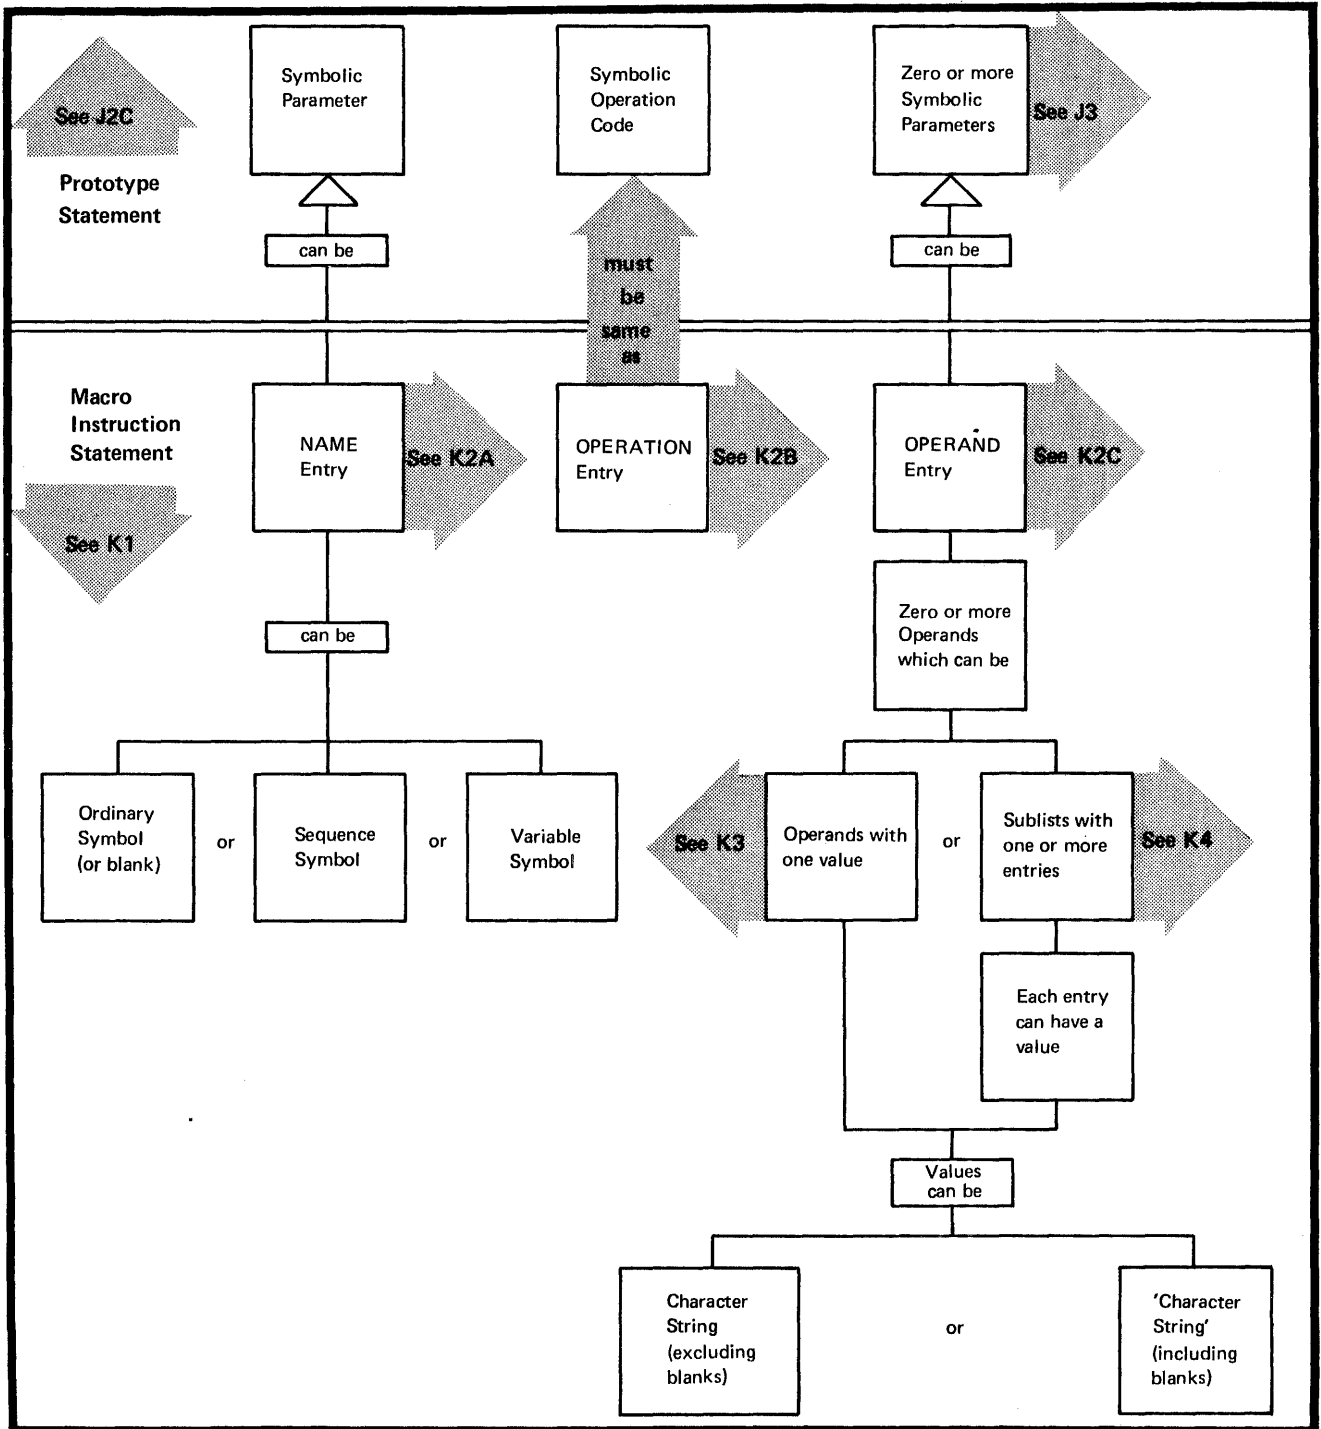 Symbolic
Parameter
Symbolic
Operation
Code
Zero or more
Symbolic
Parameters
See J2C
See J3
Prototype
Statement
can be
must
be
same
as
can be
Macro
Instruction
Statement
NAME
Entry
See K2A
OPERATION
Entry
See K2B
OPERAND
Entry
See K2C
See K1
can be
Zero or more
Operands
which can be
Ordinary
Symbol
(or blank)
or
Sequence
Symbol
or
Variable
Symbol
See K3
Operands with
one value
or
Sublists with
one or more
entries
See K4
Each entry
can have a
value
Values
can be
Character
String
(excluding
blanks)
or
'Character
String'
(including
blanks)